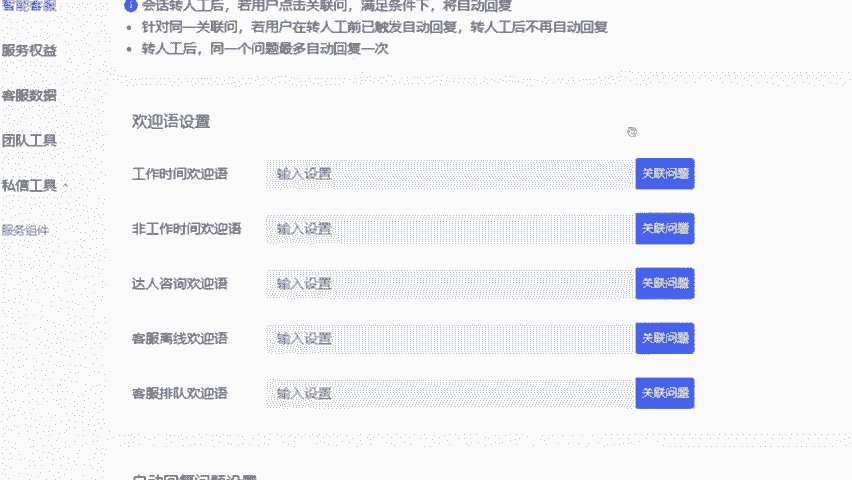 智能客服
会话转人工后，若用户点击关联问，满足条件下，将自动回复
针对同一关联问，若用户在转人工前已触发自动回复，转人工后不再自动回复
服务权益
转人工后，同一个问题最多自动回复一次
客服数据
欢迎语设置
团队工具
工作时间欢迎语 输入设置 关联问题
私信工具
非工作时间欢迎语 输入设置 关联问题
服务组件
达人咨询欢迎语 输入设置 关联问题
客服离线欢迎语 输入设置 关联问题
客服排队欢迎语 输入设置 关联问题
自动回复问题设置